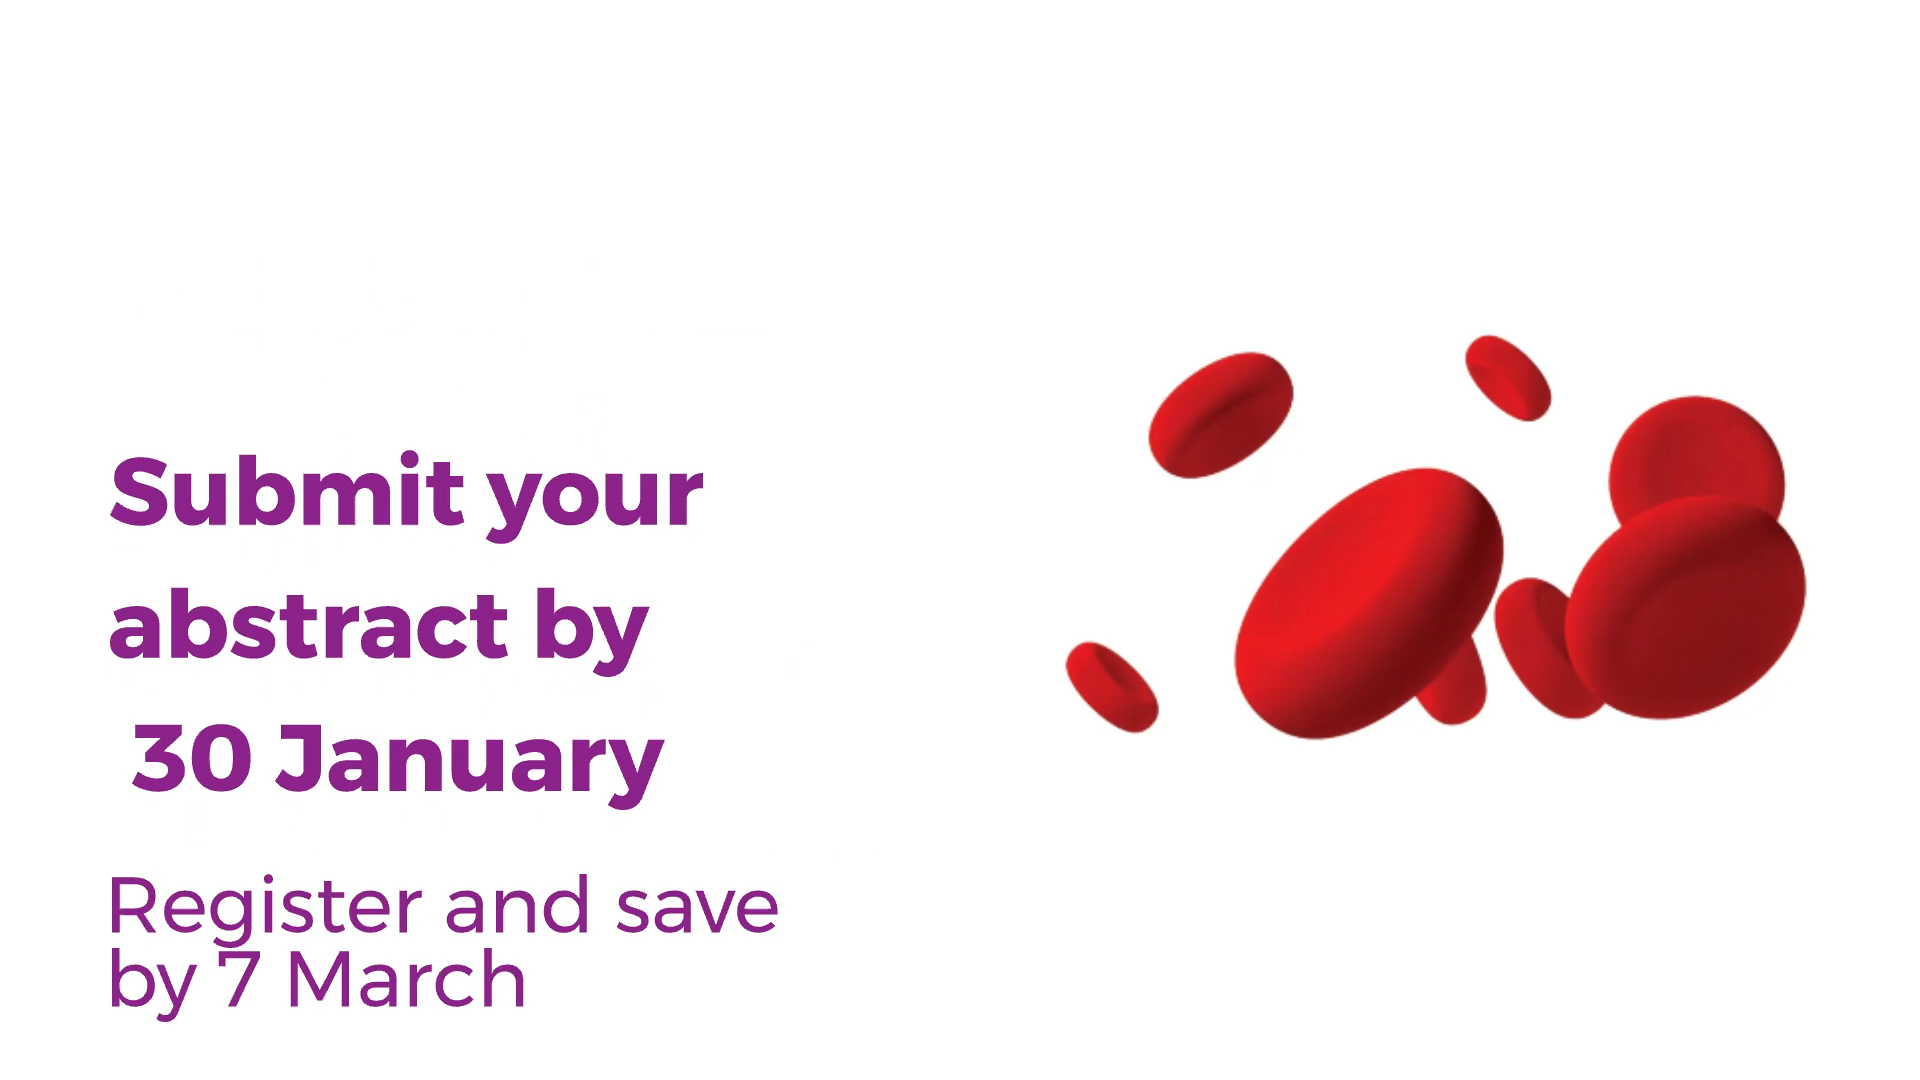 Submit your
abstract by
30 January
Register and save
by 7 March